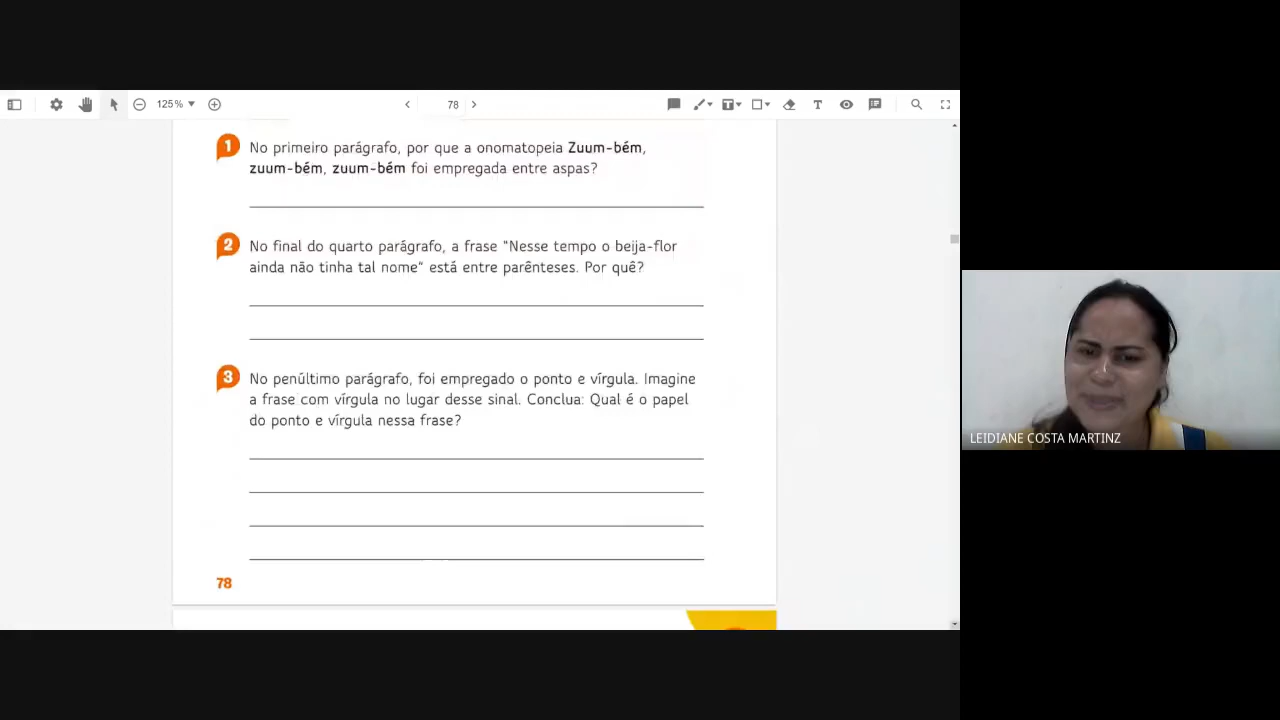 125%
78
1
No primeiro parágrafo, por que a onomatopeia Zuum-bém,
zuum-bém, zuum-bém foi empregada entre aspas?
2
No final do quarto parágrafo, a frase "Nesse tempo o beija-flor
ainda não tinha tal nome" está entre parênteses. Por quê?
3
No penúltimo parágrafo, foi empregado o ponto e vírgula. Imagine
a frase com vírgula no lugar desse sinal. Conclua: Qual é o papel
do ponto e vírgula nessa frase?
78
LEIDIANE COSTA MARTINZ